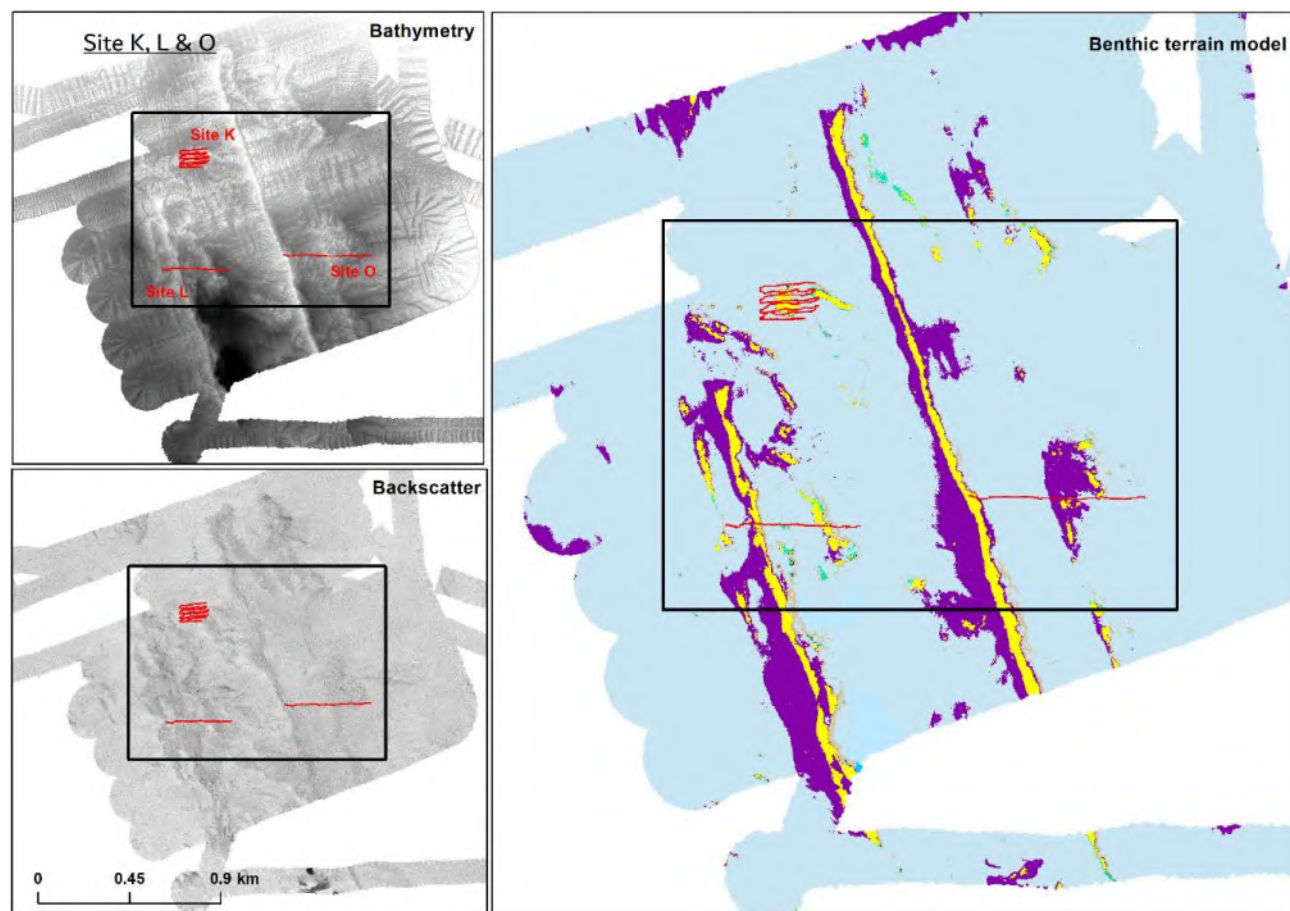 Site K, L & O
Bathymetry
Site K
Site O
Site L
Backscatter
0 0.45 0.9 km
Benthic terrain model